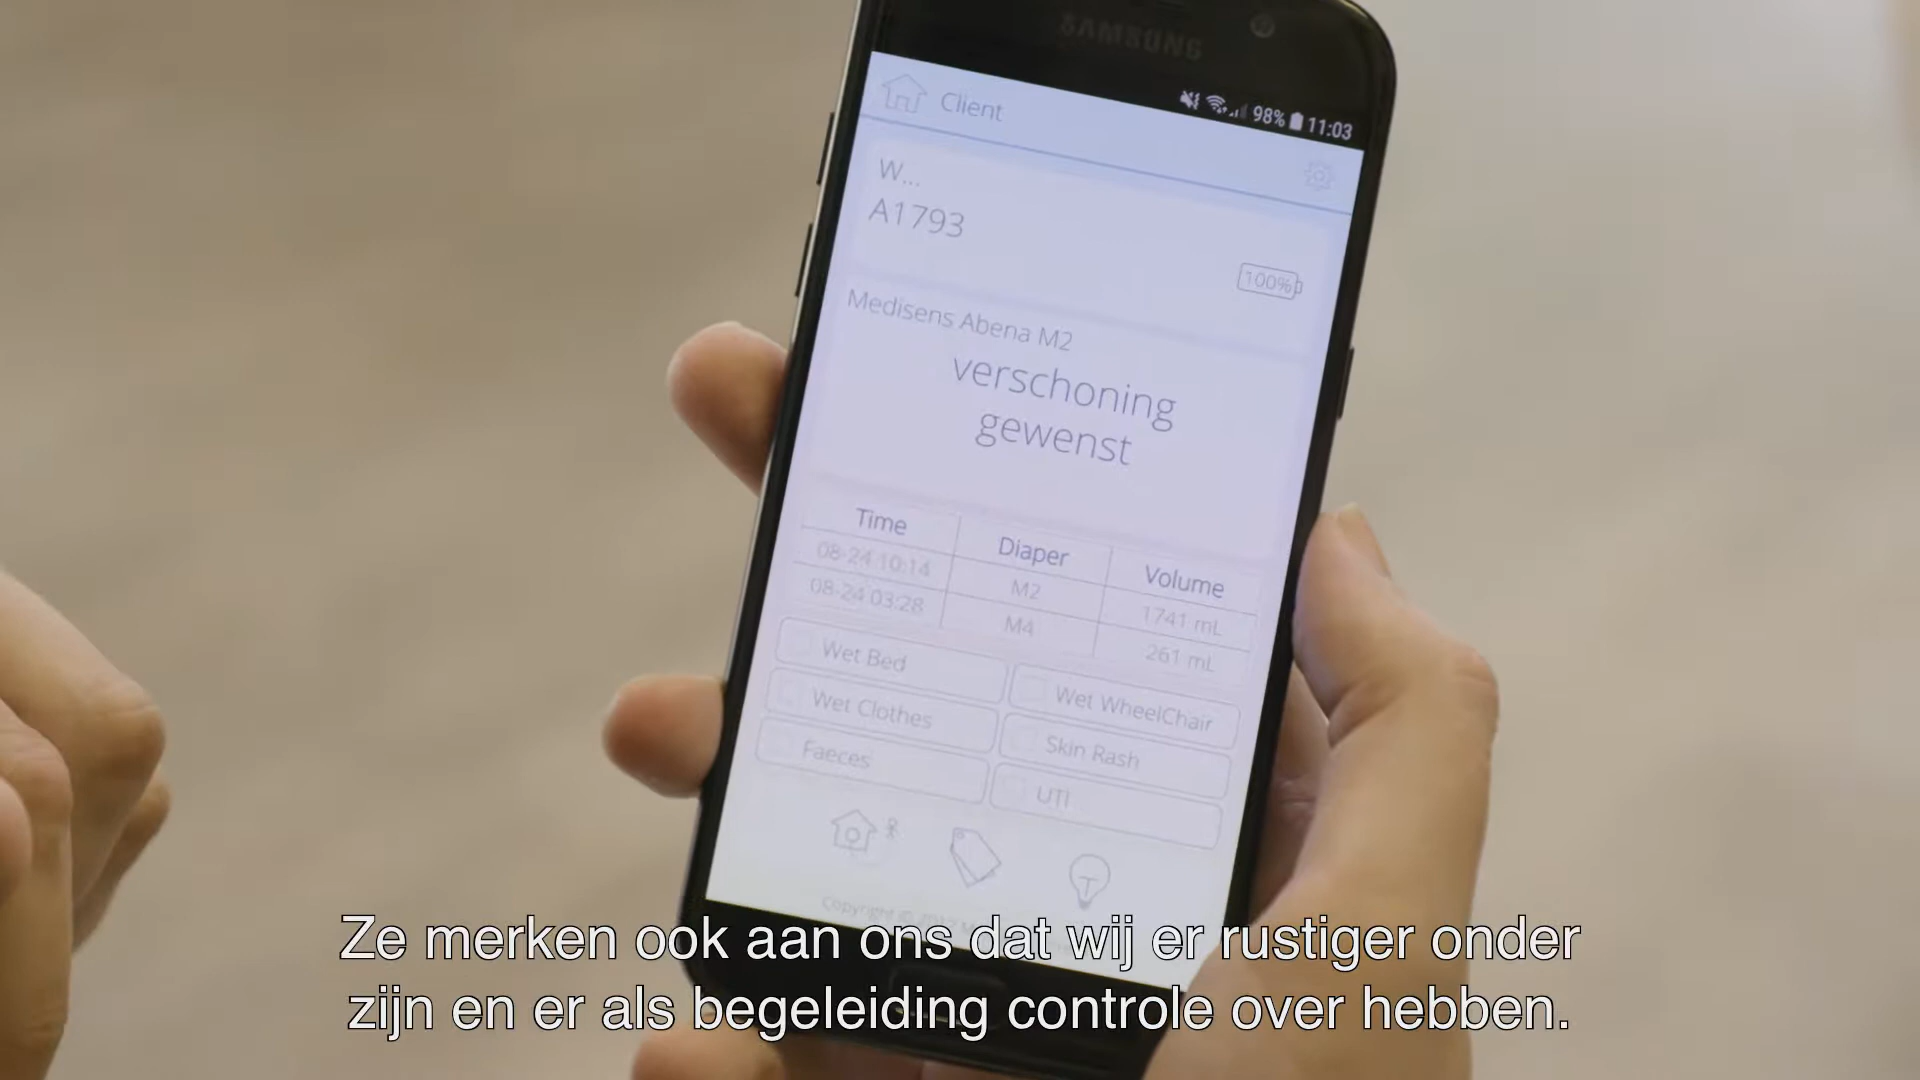 SAMSUNG
98% 11:03
Client
W...
A1793
100%
Medisens Abena M2
verschoning
gewenst
Time Diaper Volume
08-24 10:14 M2 1741 mL
08-24 03:28 M4 261 mL
Wet Bed Wet WheelChair
Wet Clothes Skin Rash
Faeces UTI
Copyright ©
Ze merken ook aan ons dat wij er rustiger onder
zijn en er als begeleiding controle over hebben.